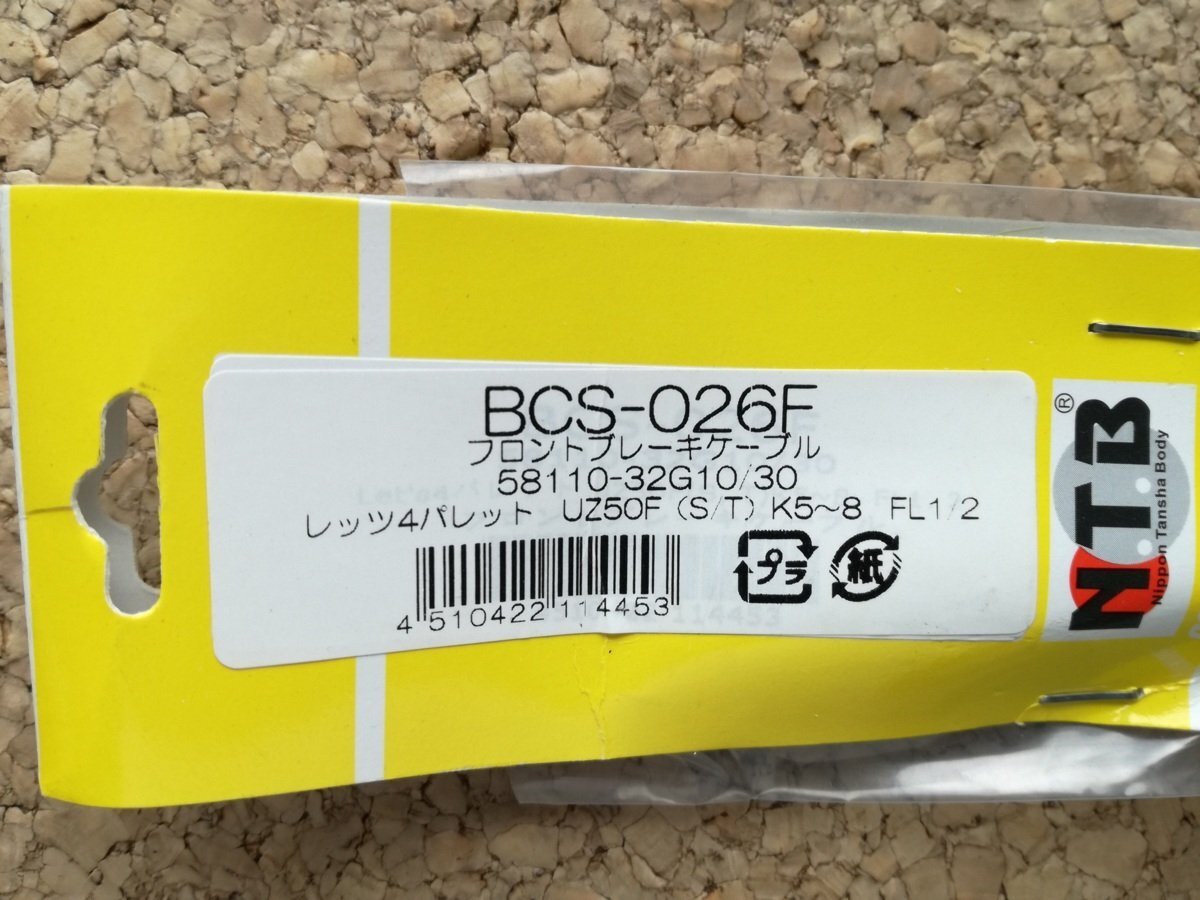 BCS-026F
フロントブレーキケーブル
58110-32G10/30
レッツ4パレット UZ50F (S/T) K5~8 FL1/2
4 510422 114453
プラ
紙
N.T.B
®
Nippon Tansha Body